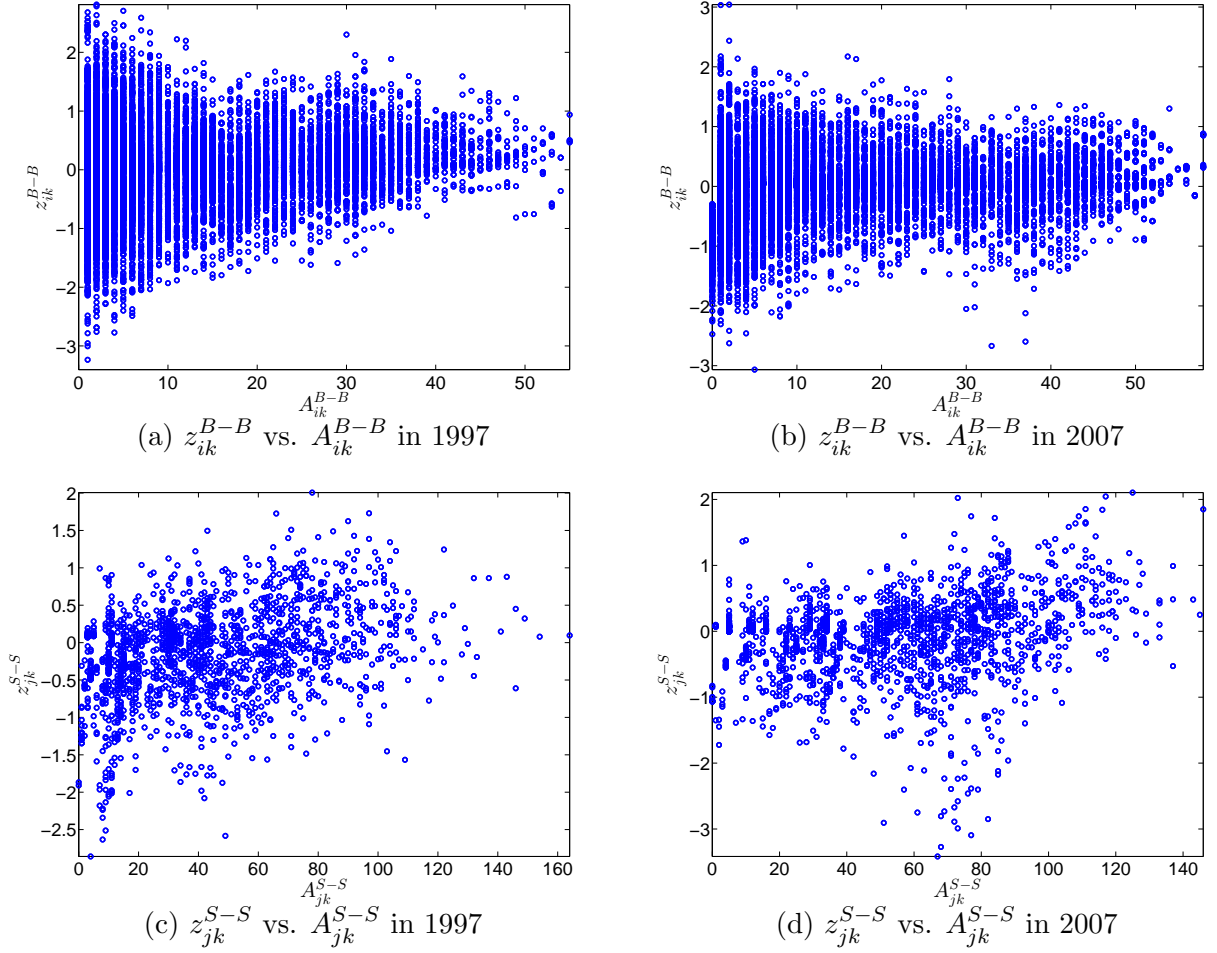 2
1
0
−1
−2
−3
0 10 20 30 40 50
z_{ik}^{B−B}
A_{ik}^{B−B}
(a) z_{ik}^{B−B} vs. A_{ik}^{B−B} in 1997
3
2
1
0
−1
−2
−3
0 10 20 30 40 50
z_{ik}^{B−B}
A_{ik}^{B−B}
(b) z_{ik}^{B−B} vs. A_{ik}^{B−B} in 2007
2
1.5
1
0.5
0
−0.5
−1
−1.5
−2
−2.5
0 20 40 60 80 100 120 140 160
z_{jk}^{S−S}
A_{jk}^{S−S}
(c) z_{jk}^{S−S} vs. A_{jk}^{S−S} in 1997
2
1
0
−1
−2
−3
0 20 40 60 80 100 120 140
z_{jk}^{S−S}
A_{jk}^{S−S}
(d) z_{jk}^{S−S} vs. A_{jk}^{S−S} in 2007